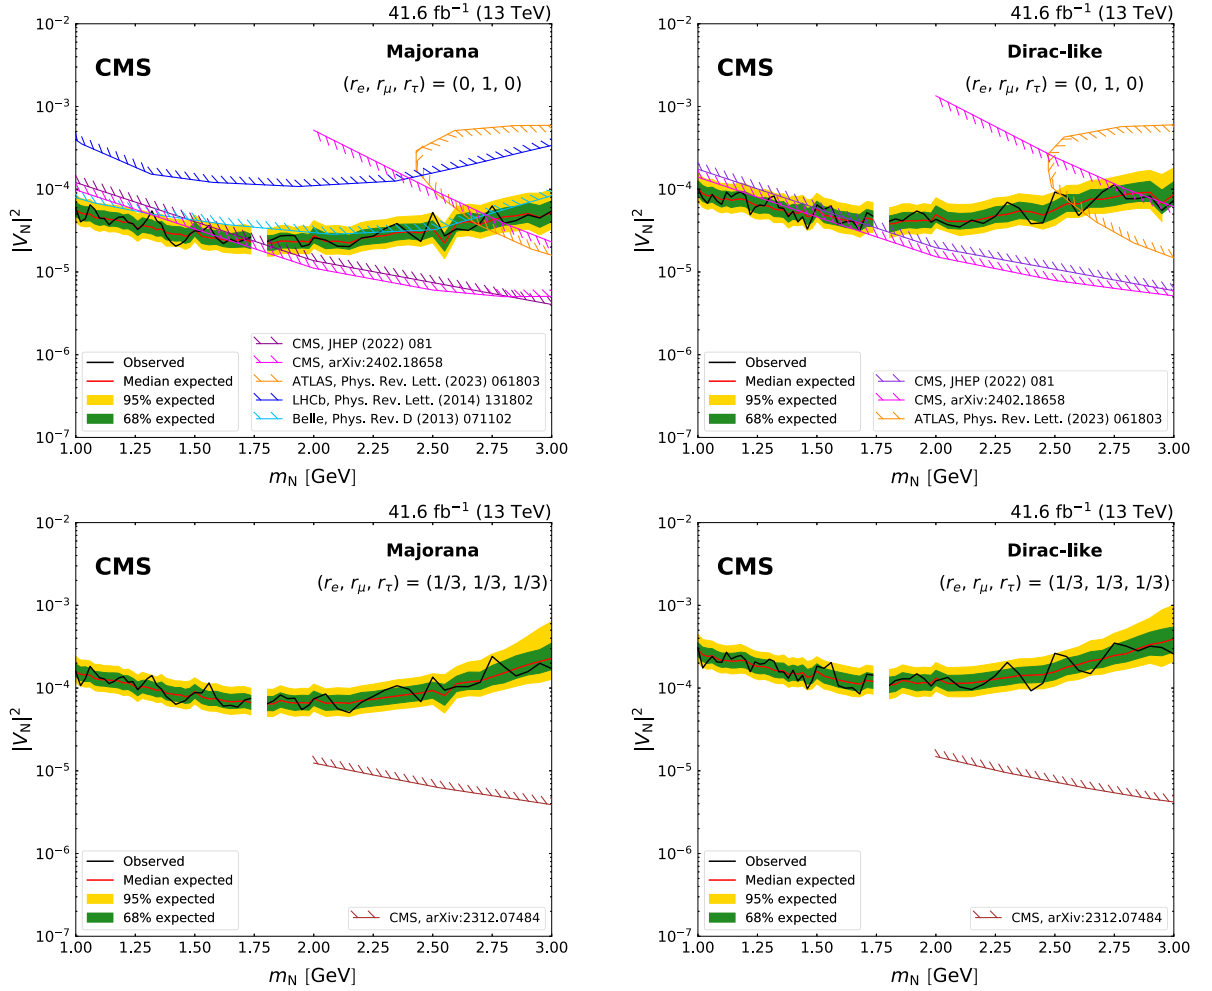 41.6 fb⁻¹ (13 TeV)
CMS
Majorana
(r_e, r_μ, r_τ) = (0, 1, 0)
|V_N|²
10⁻²
10⁻³
10⁻⁴
10⁻⁵
10⁻⁶
10⁻⁷
Observed
Median expected
95% expected
68% expected
CMS, JHEP (2022) 081
CMS, arXiv:2402.18658
ATLAS, Phys. Rev. Lett. (2023) 061803
LHCb, Phys. Rev. Lett. (2014) 131802
Belle, Phys. Rev. D (2013) 071102
1.00 1.25 1.50 1.75 2.00 2.25 2.50 2.75 3.00
m_N [GeV]
41.6 fb⁻¹ (13 TeV)
CMS
Dirac-like
(r_e, r_μ, r_τ) = (0, 1, 0)
|V_N|²
10⁻²
10⁻³
10⁻⁴
10⁻⁵
10⁻⁶
10⁻⁷
Observed
Median expected
95% expected
68% expected
CMS, JHEP (2022) 081
CMS, arXiv:2402.18658
ATLAS, Phys. Rev. Lett. (2023) 061803
1.00 1.25 1.50 1.75 2.00 2.25 2.50 2.75 3.00
m_N [GeV]
41.6 fb⁻¹ (13 TeV)
CMS
Majorana
(r_e, r_μ, r_τ) = (1/3, 1/3, 1/3)
|V_N|²
10⁻²
10⁻³
10⁻⁴
10⁻⁵
10⁻⁶
10⁻⁷
Observed
Median expected
95% expected
68% expected
CMS, arXiv:2312.07484
1.00 1.25 1.50 1.75 2.00 2.25 2.50 2.75 3.00
m_N [GeV]
41.6 fb⁻¹ (13 TeV)
CMS
Dirac-like
(r_e, r_μ, r_τ) = (1/3, 1/3, 1/3)
|V_N|²
10⁻²
10⁻³
10⁻⁴
10⁻⁵
10⁻⁶
10⁻⁷
Observed
Median expected
95% expected
68% expected
CMS, arXiv:2312.07484
1.00 1.25 1.50 1.75 2.00 2.25 2.50 2.75 3.00
m_N [GeV]